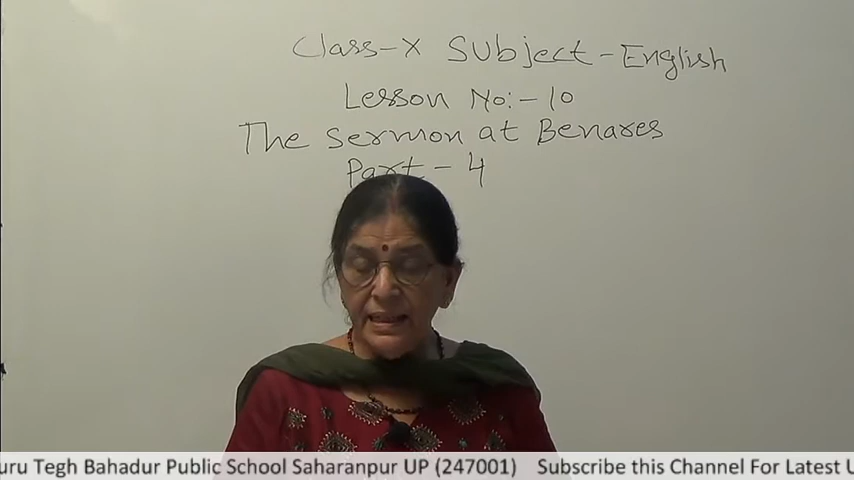 Class-X Subject-English
Lesson No:-10
The Sermon at Benares
Part-4
uru Tegh Bahadur Public School Saharanpur UP (247001) Subscribe this Channel For Latest U